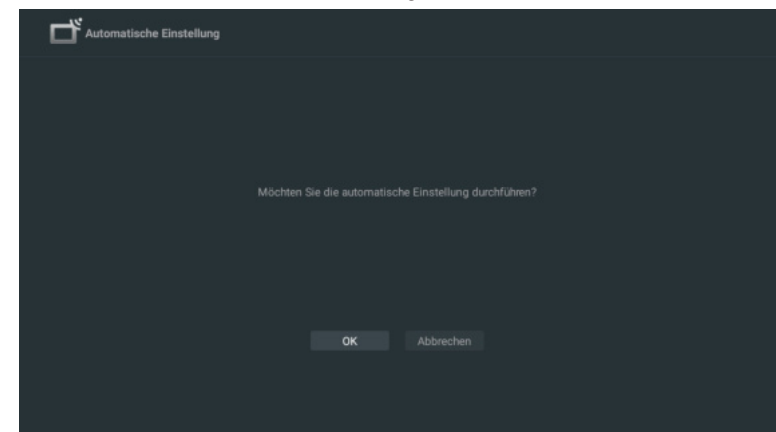 Automatische Einstellung
Möchten Sie die automatische Einstellung durchführen?
OK
Abbrechen